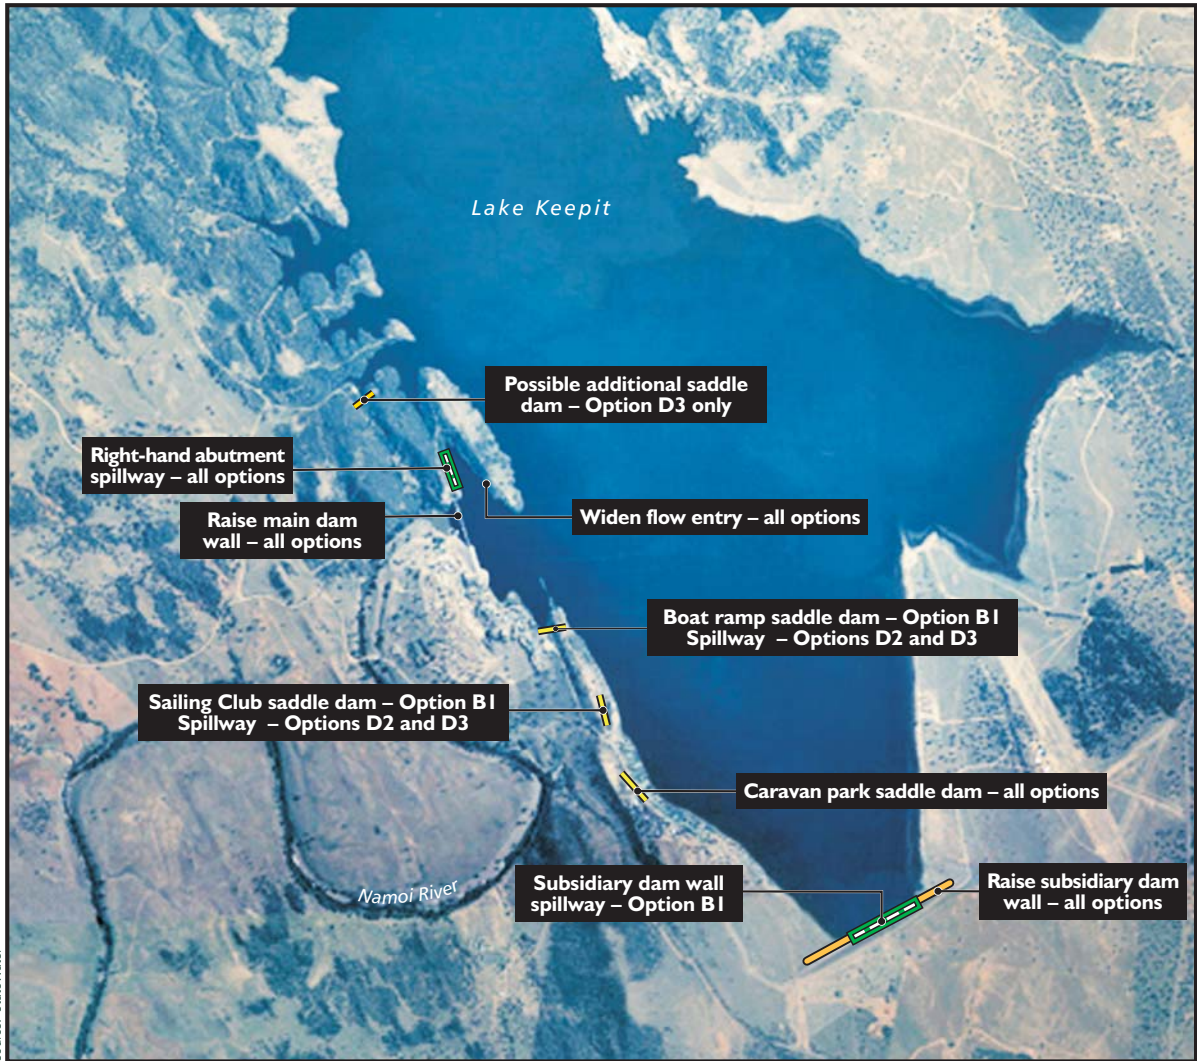 Lake Keepit
Possible additional saddle
dam – Option D3 only
Right-hand abutment
spillway – all options
Raise main dam
wall – all options
Widen flow entry – all options
Boat ramp saddle dam – Option B1
Spillway – Options D2 and D3
Sailing Club saddle dam – Option B1
Spillway – Options D2 and D3
Caravan park saddle dam – all options
Namoi River
Subsidiary dam wall
spillway – Option B1
Raise subsidiary dam
wall – all options